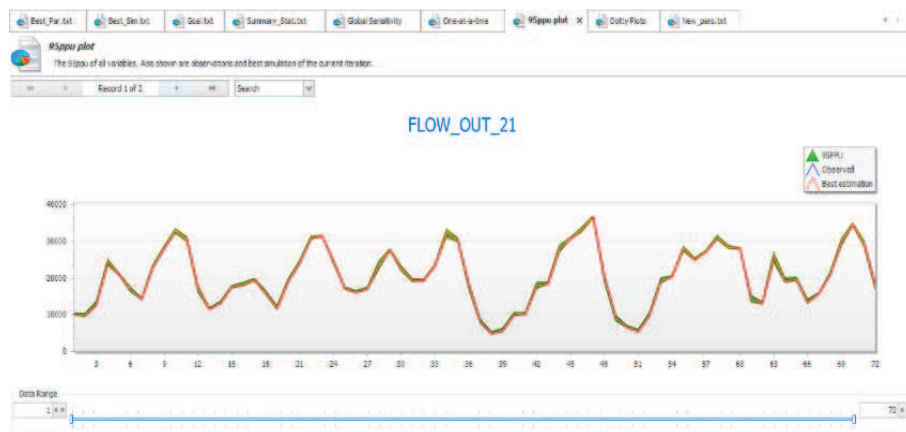 Best_Par.txt Best_Sim.txt Goal.txt Summary_Stat.txt Global Sensitivity One-at-a-time 95ppu plot × Dotty Plots New_pars.txt
95ppu plot
The 95ppu of all variables. Also shown are observations and best simulation of the current iteration.
Record 1 of 2 Search
FLOW_OUT_21
95PPU
Observed
Best estimation
40000
30000
20000
10000
0
3 6 9 12 15 18 21 24 27 30 33 36 39 42 45 48 51 54 57 60 63 66 69 72
Data Range
1 72